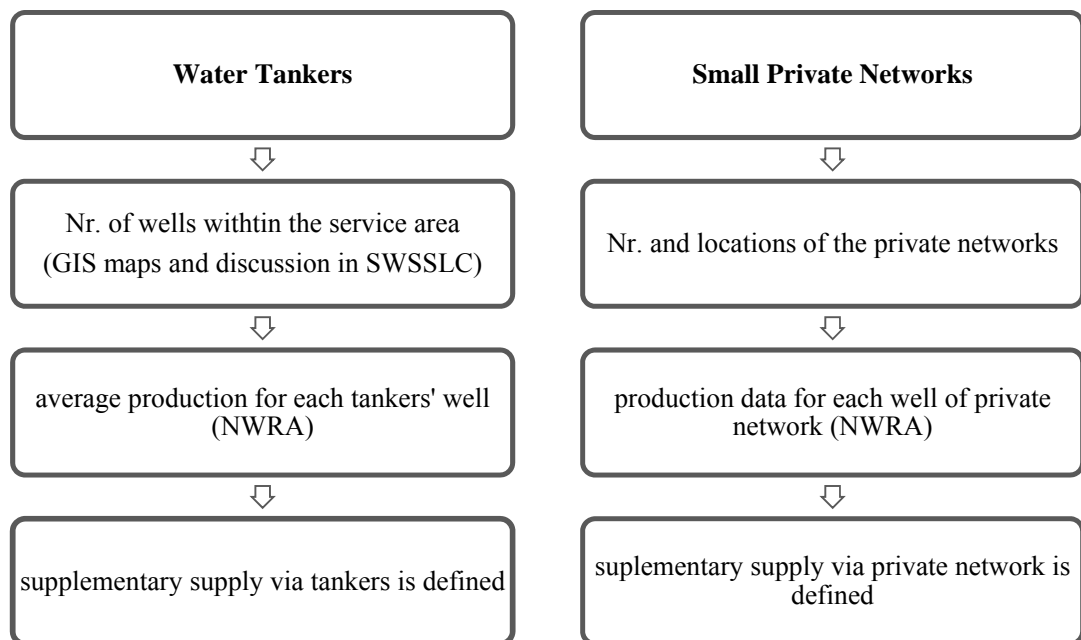 Water Tankers
Nr. of wells withtin the service area
(GIS maps and discussion in SWSSLC)
average production for each tankers' well
(NWRA)
supplementary supply via tankers is defined
Small Private Networks
Nr. and locations of the private networks
production data for each well of private
network (NWRA)
suplementary supply via private network is
defined